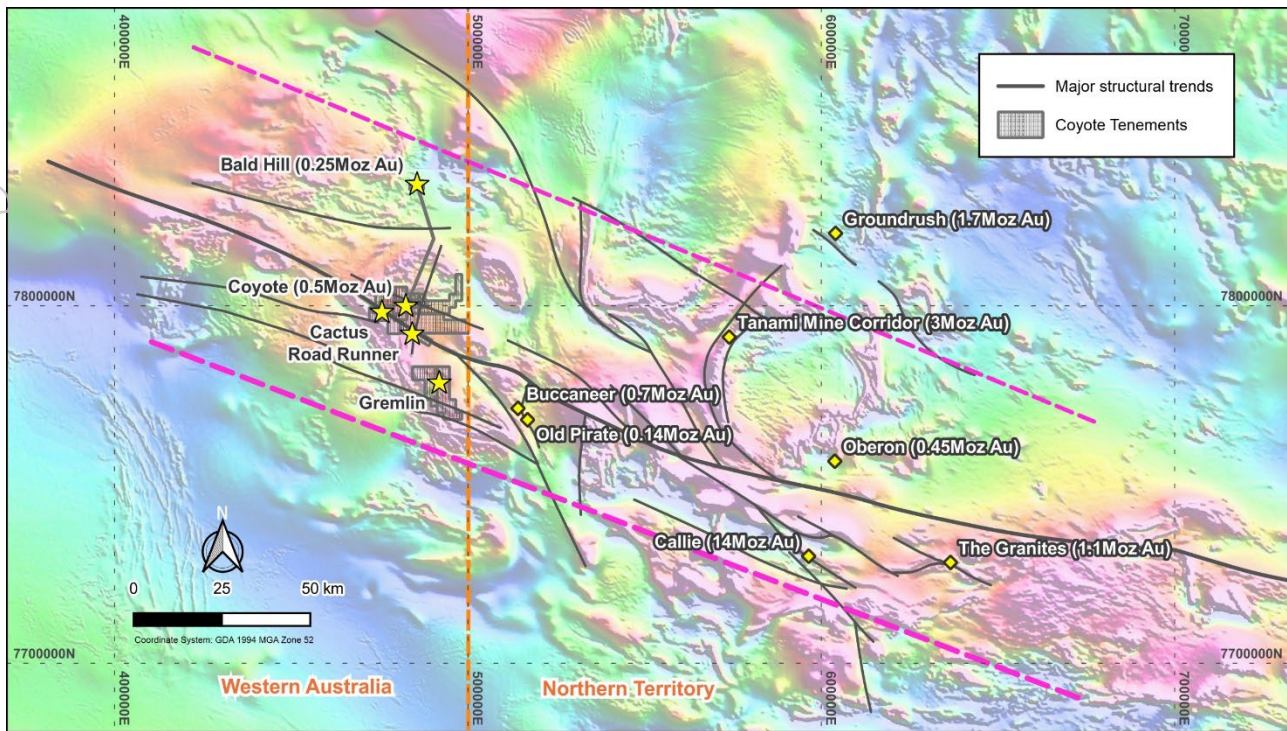 400000E
500000E
600000E
700000E
Major structural trends
Coyote Tenements
Bald Hill (0.25Moz Au)
Groundrush (1.7Moz Au)
Coyote (0.5Moz Au)
7800000N
7800000N
Cactus
Road Runner
Tanami Mine Corridor (3Moz Au)
Gremlin
Buccaneer (0.7Moz Au)
Old Pirate (0.14Moz Au)
Oberon (0.45Moz Au)
N
Callie (14Moz Au)
The Granites (1.1Moz Au)
0 25 50 km
Coordinate System: GDA 1994 MGA Zone 52
7700000N
7700000N
Western Australia
Northern Territory
400000E
500000E
600000E
700000E